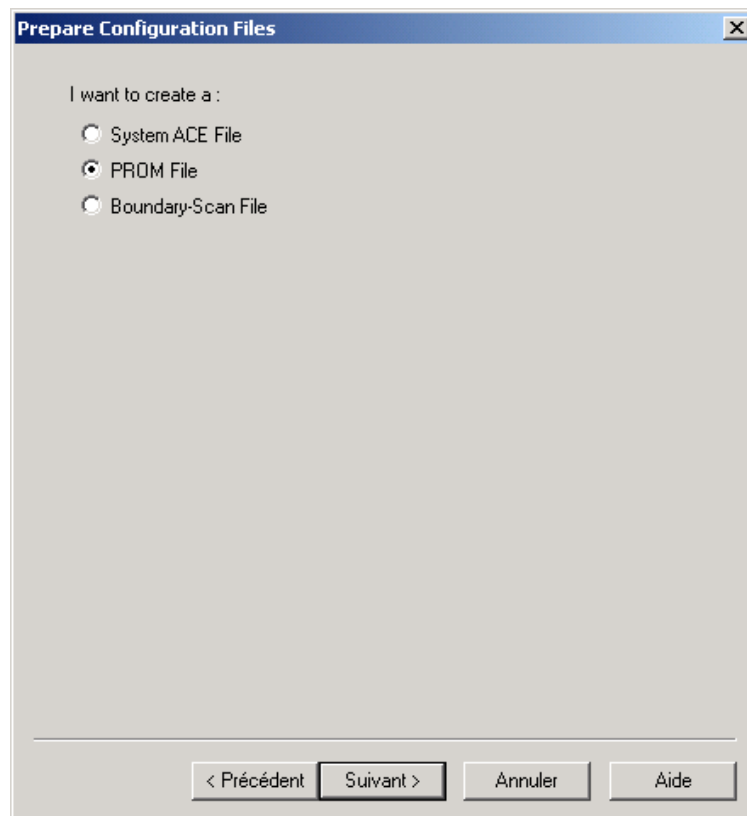 Prepare Configuration Files
I want to create a :
System ACE File
PROM File
Boundary-Scan File
< Précédent Suivant > Annuler Aide